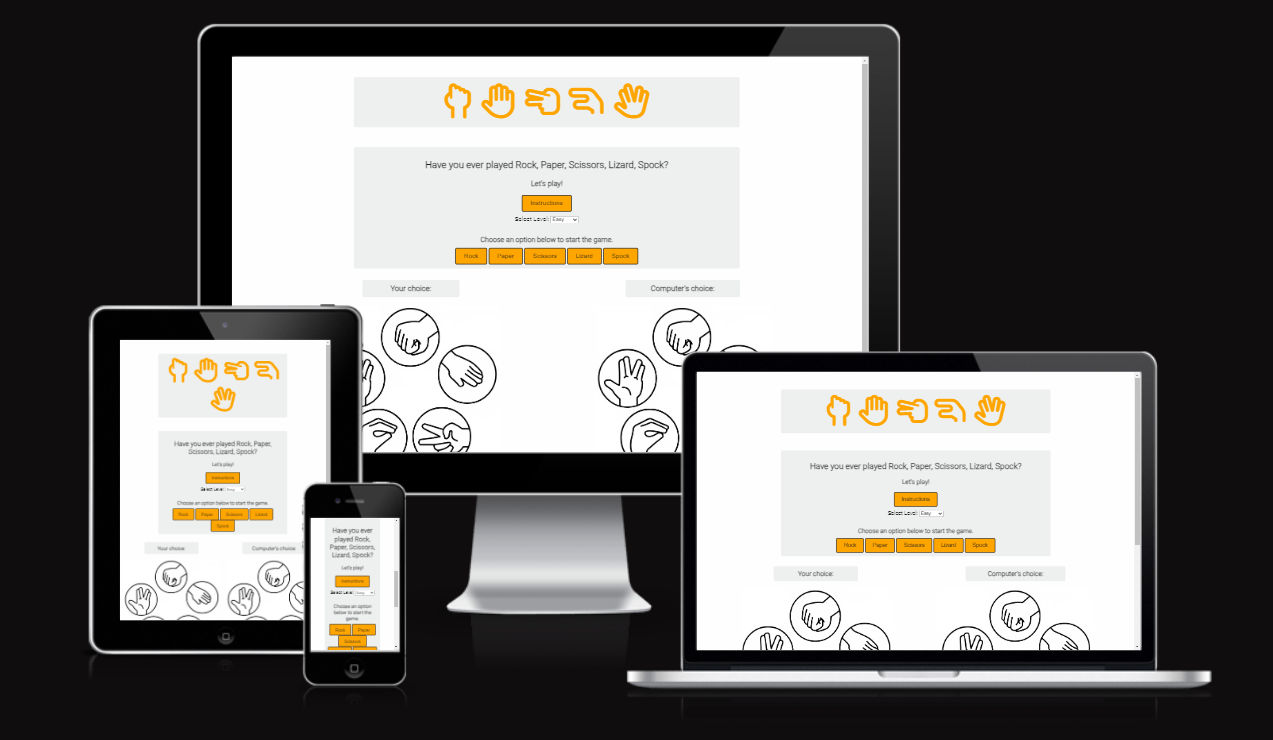 Have you ever played Rock, Paper, Scissors, Lizard, Spock?
Let's play!
Instructions
Select Level: Easy
Choose an option below to start the game.
Rock Paper Scissors Lizard Spock
Your choice: Computer's choice:
Have you ever played Rock, Paper,
Scissors, Lizard, Spock?
Let's play!
Instructions
Select Level: Easy
Choose an option below to start the game.
Rock Paper Scissors Lizard
Spock
Your choice: Computer's choice
Have you ever
played Rock,
Paper, Scissors,
Lizard, Spock?
Let's play!
Instructions
Select Level: Easy
Choose an option
below to start the
game.
Rock Paper
Scissors
Have you ever played Rock, Paper, Scissors, Lizard, Spock?
Let's play!
Instructions
Select Level: Easy
Choose an option below to start the game.
Rock Paper Scissors Lizard Spock
Your choice: Computer's choice: